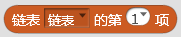 链表 链表 的第 1 项